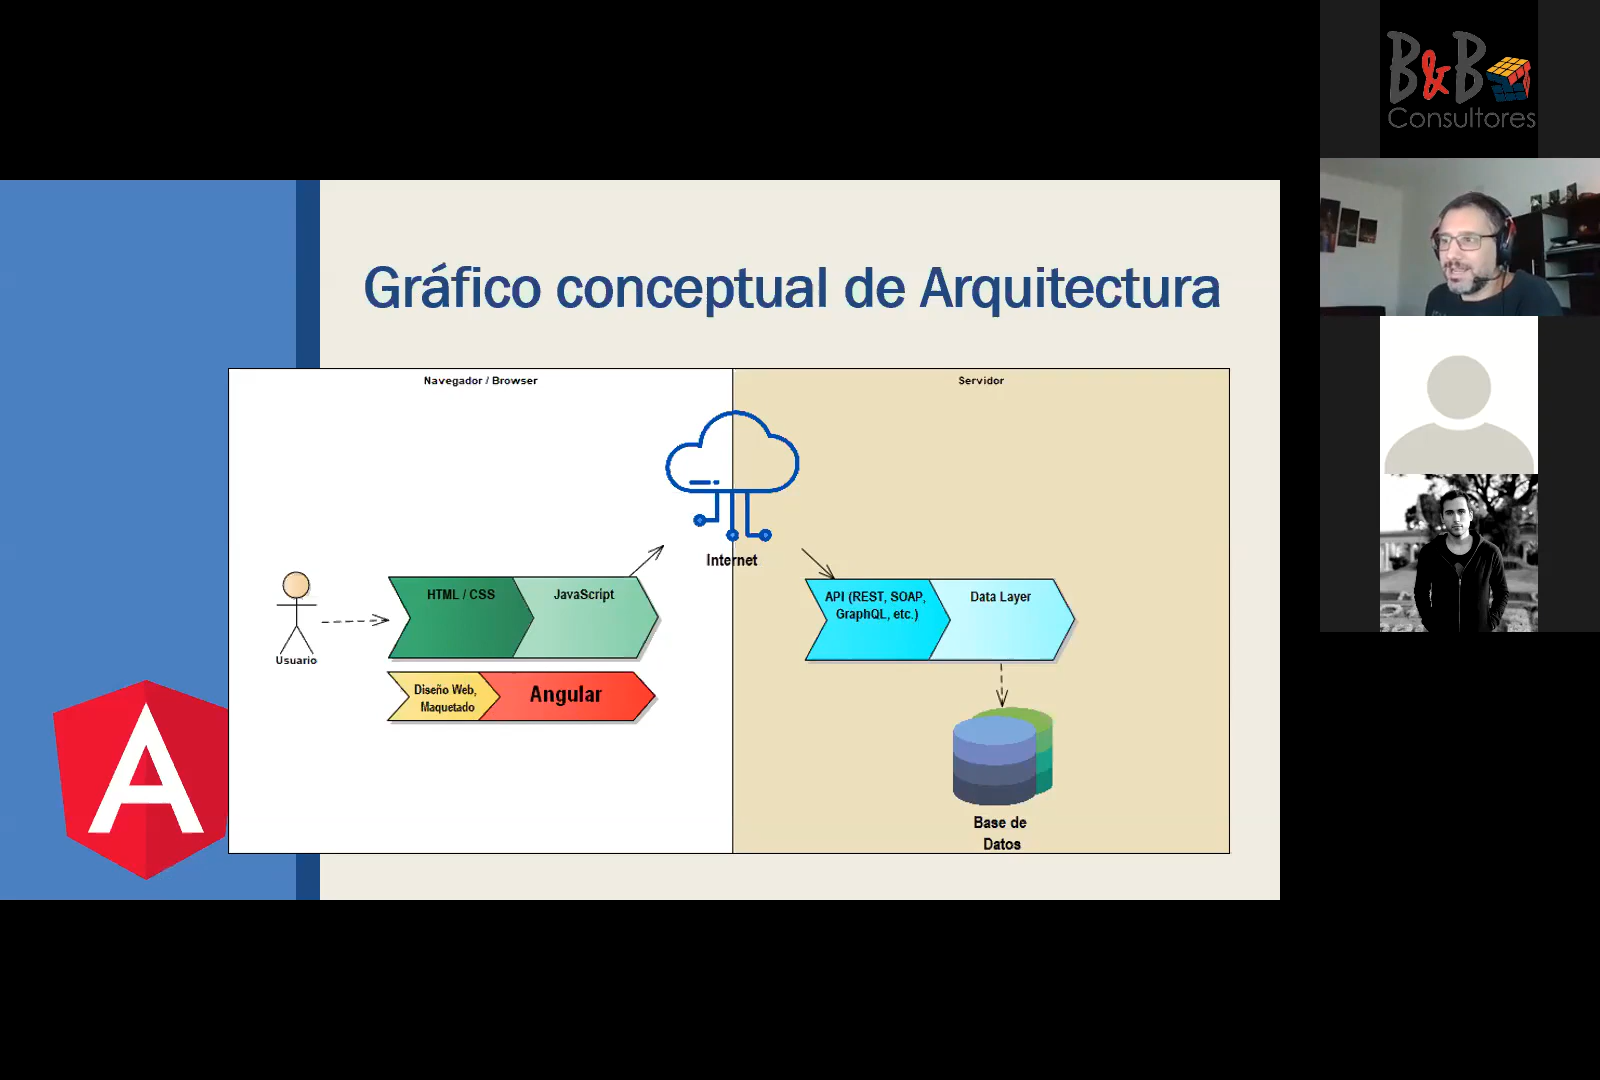 B&B
Consultores
Gráfico conceptual de Arquitectura
Navegador / Browser
Servidor
Internet
HTML / CSS
JavaScript
API (REST, SOAP,
GraphQL, etc.)
Data Layer
Usuario
Diseño Web,
Maquetado
Angular
A
Base de
Datos